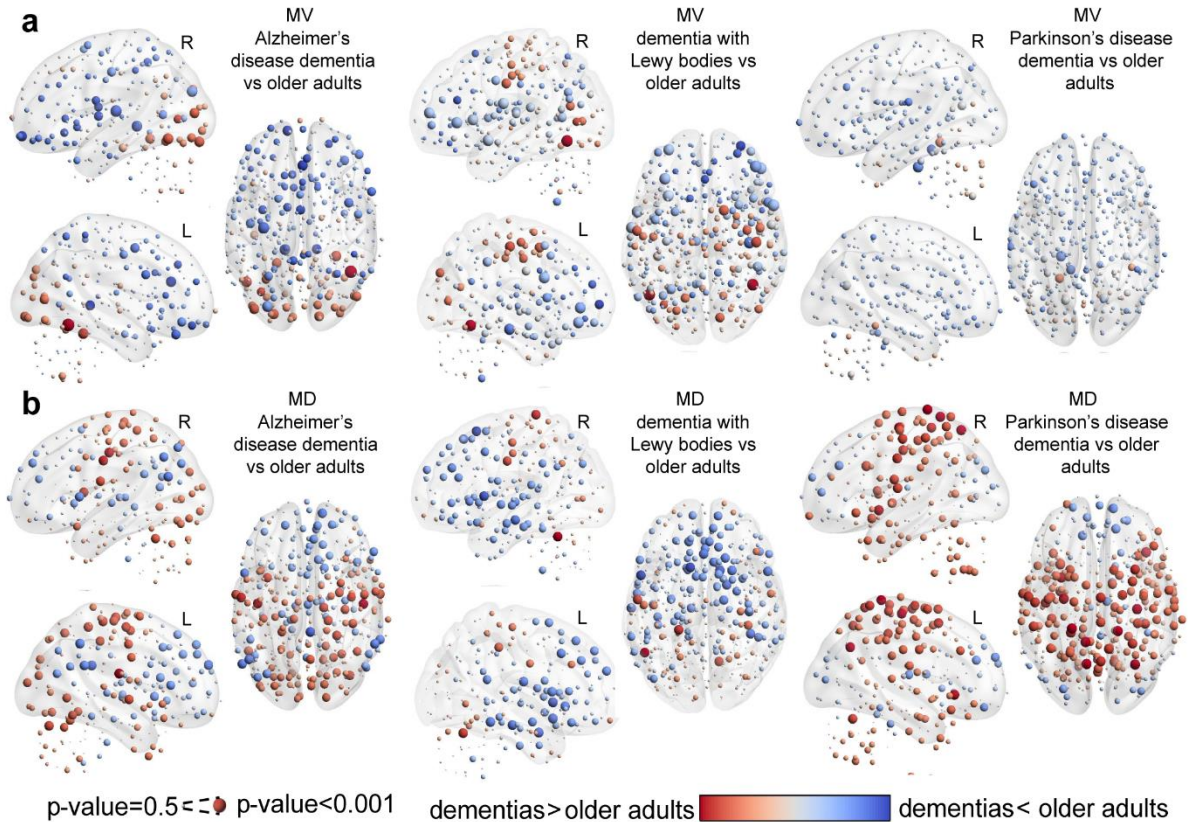 a
R
MV
Alzheimer's
disease dementia
vs older adults
L
R
MV
dementia with
Lewy bodies vs
older adults
L
R
MV
Parkinson's disease
dementia vs older
adults
L
b
R
MD
Alzheimer's
disease dementia
vs older adults
L
R
MD
dementia with
Lewy bodies vs
older adults
L
R
MD
Parkinson's disease
dementia vs older
adults
L
p-value=0.5 p-value<0.001
dementias> older adults dementias< older adults